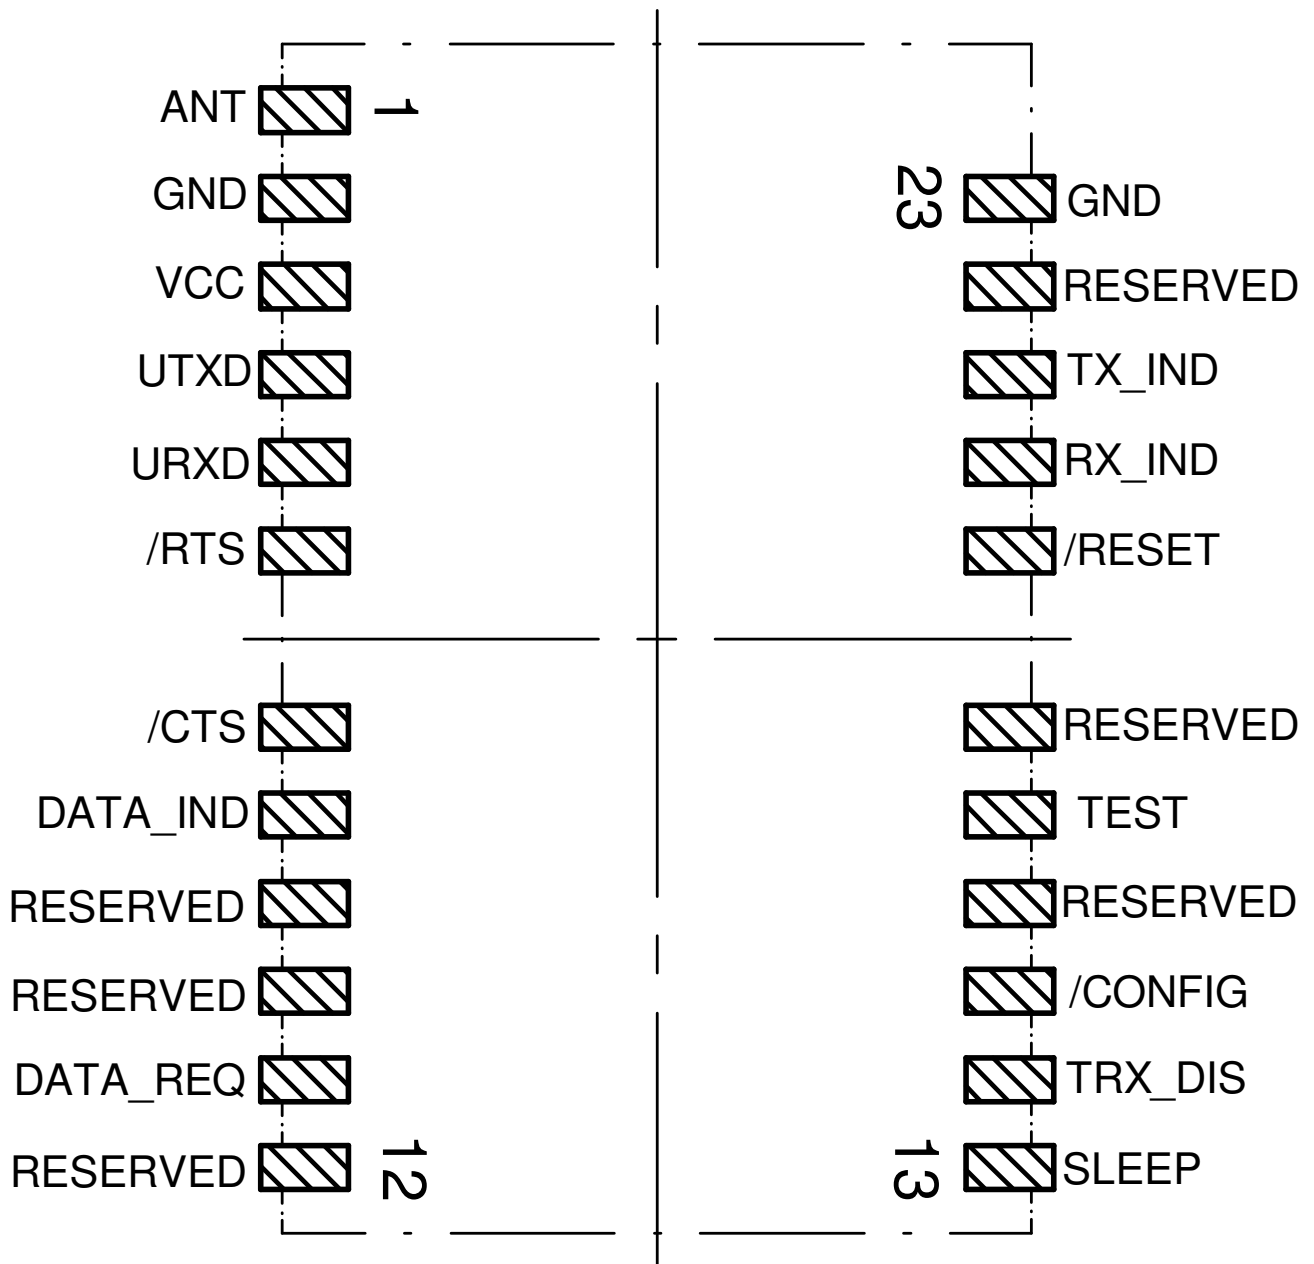 ANT 1
GND 23 GND
VCC RESERVED
UTXD TX_IND
URXD RX_IND
/RTS /RESET
/CTS RESERVED
DATA_IND TEST
RESERVED RESERVED
RESERVED /CONFIG
DATA_REQ TRX_DIS
RESERVED 12 13 SLEEP